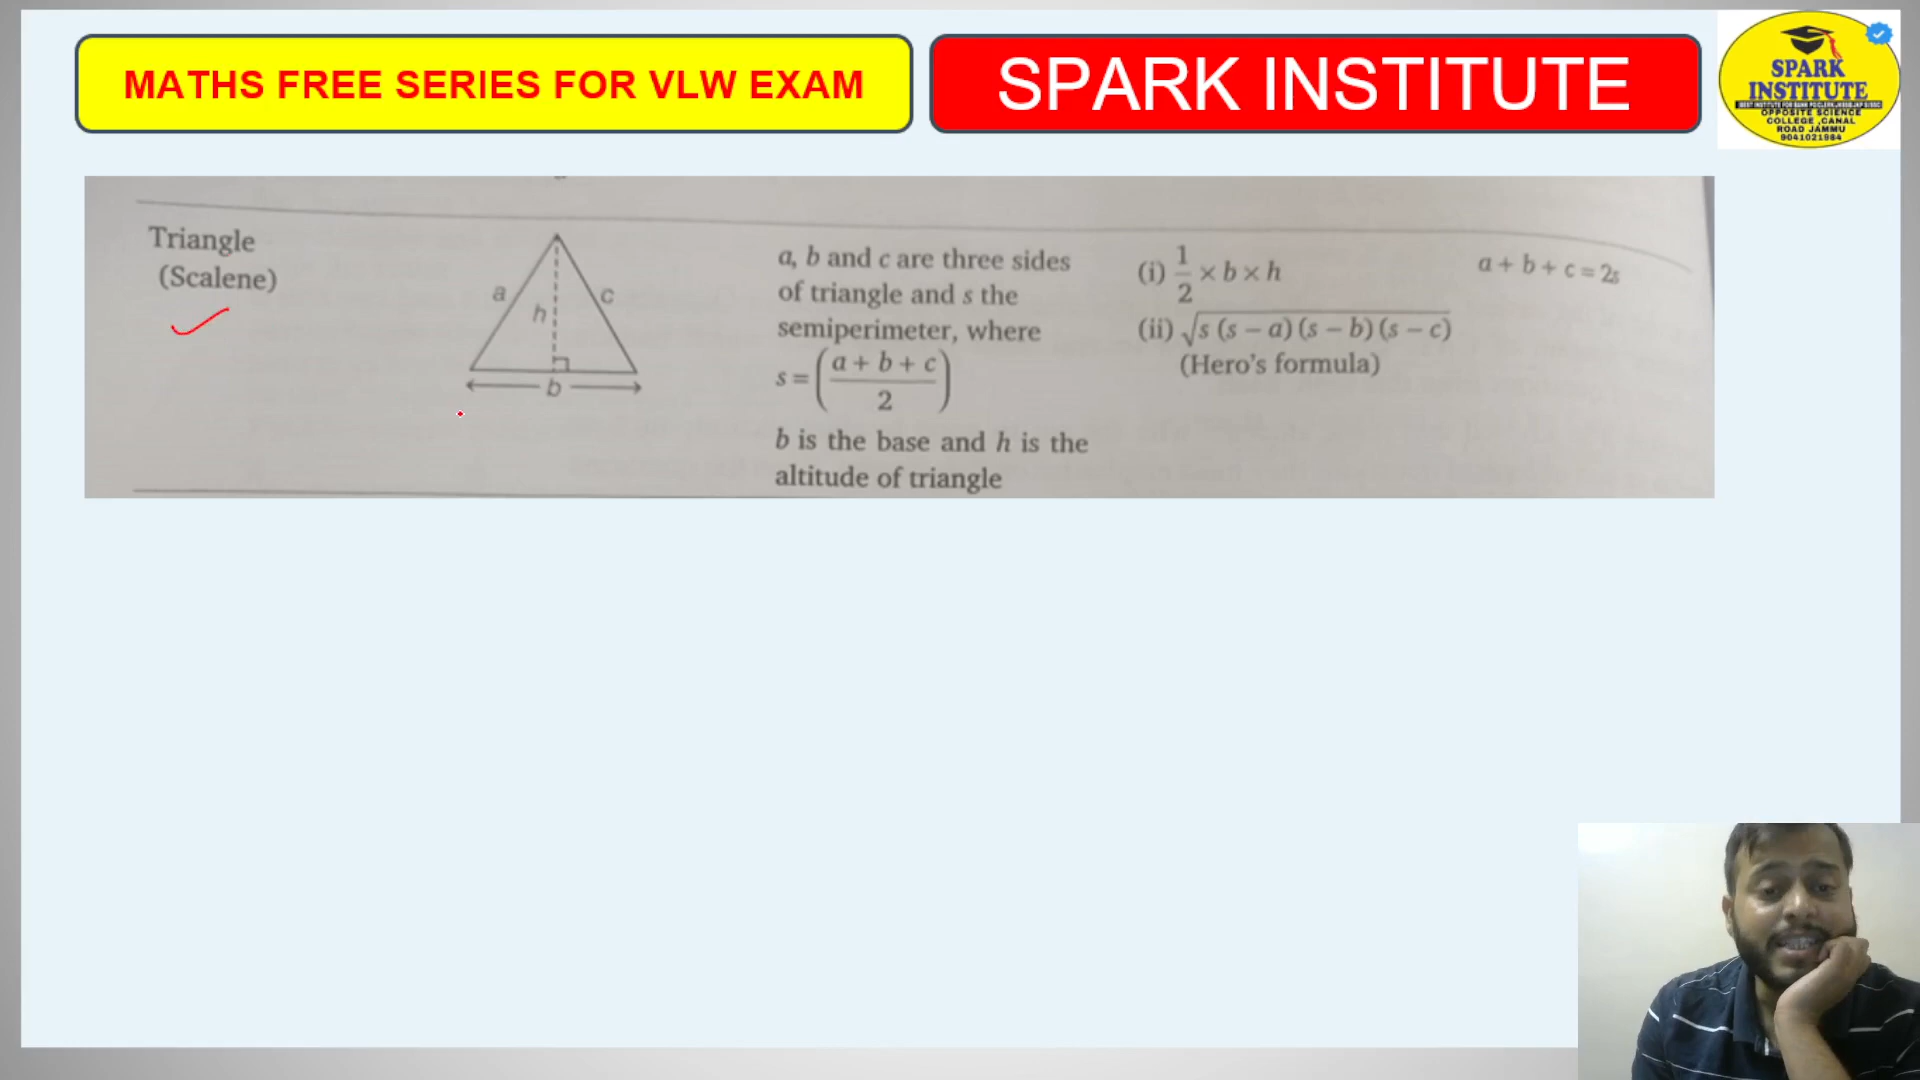 MATHS FREE SERIES FOR VLW EXAM
SPARK INSTITUTE
SPARK
INSTITUTE
OPPOSITE SCIENCE
COLLEGE ,CANAL
ROAD JAMMU
9041021984
Triangle
(Scalene)
a
h
c
b
a, b and c are three sides
of triangle and s the
semiperimeter, where
s = ( a + b + c / 2 )
b is the base and h is the
altitude of triangle
(i) 1/2 × b × h
(ii) √s (s – a) (s – b) (s – c)
(Hero's formula)
a + b + c = 2s